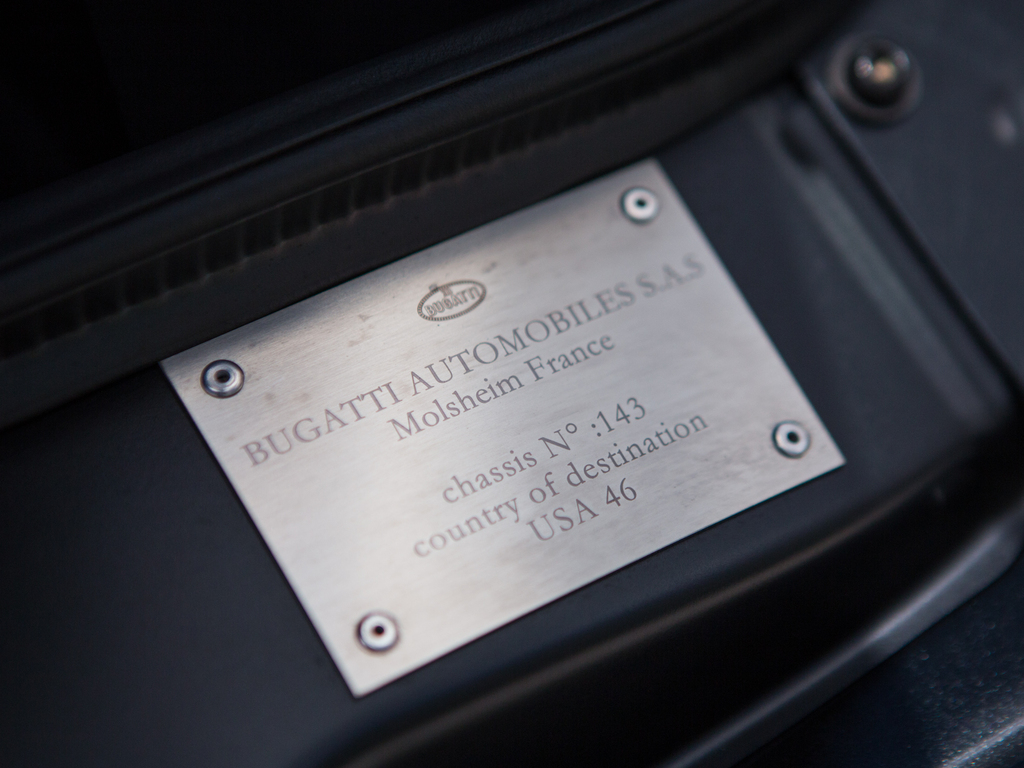 BUGATTI
BUGATTI AUTOMOBILES S.A.S
Molsheim France
chassis N° :143
country of destination
USA 46